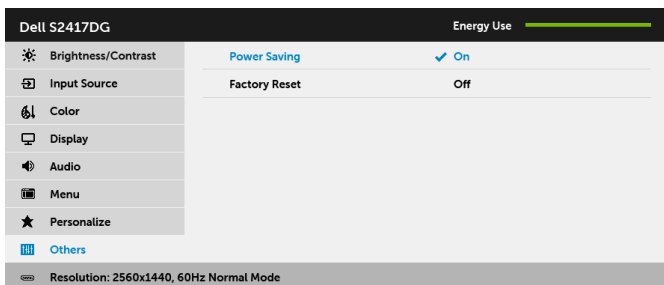 Dell S2417DG Energy Use
Brightness/Contrast Power Saving On
Input Source Factory Reset Off
Color
Display
Audio
Menu
Personalize
Others
Resolution: 2560x1440, 60Hz Normal Mode